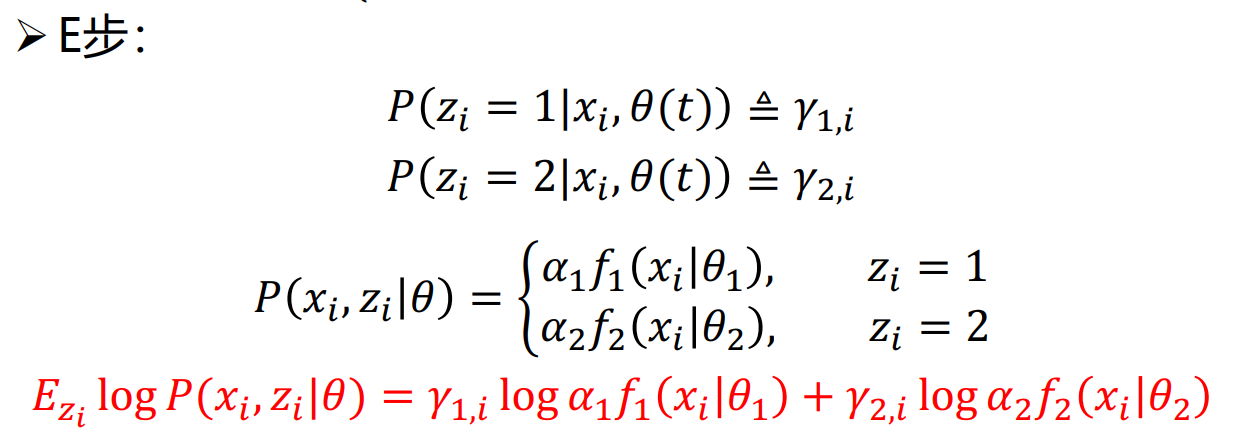 ➤ E步：
P(z_i = 1|x_i, θ(t)) ≜ γ_{1,i}
P(z_i = 2|x_i, θ(t)) ≜ γ_{2,i}
P(x_i, z_i|θ) = { α_1 f_1(x_i|θ_1), z_i = 1
α_2 f_2(x_i|θ_2), z_i = 2
E_{z_i} log P(x_i, z_i|θ) = γ_{1,i} log α_1 f_1(x_i|θ_1) + γ_{2,i} log α_2 f_2(x_i|θ_2)